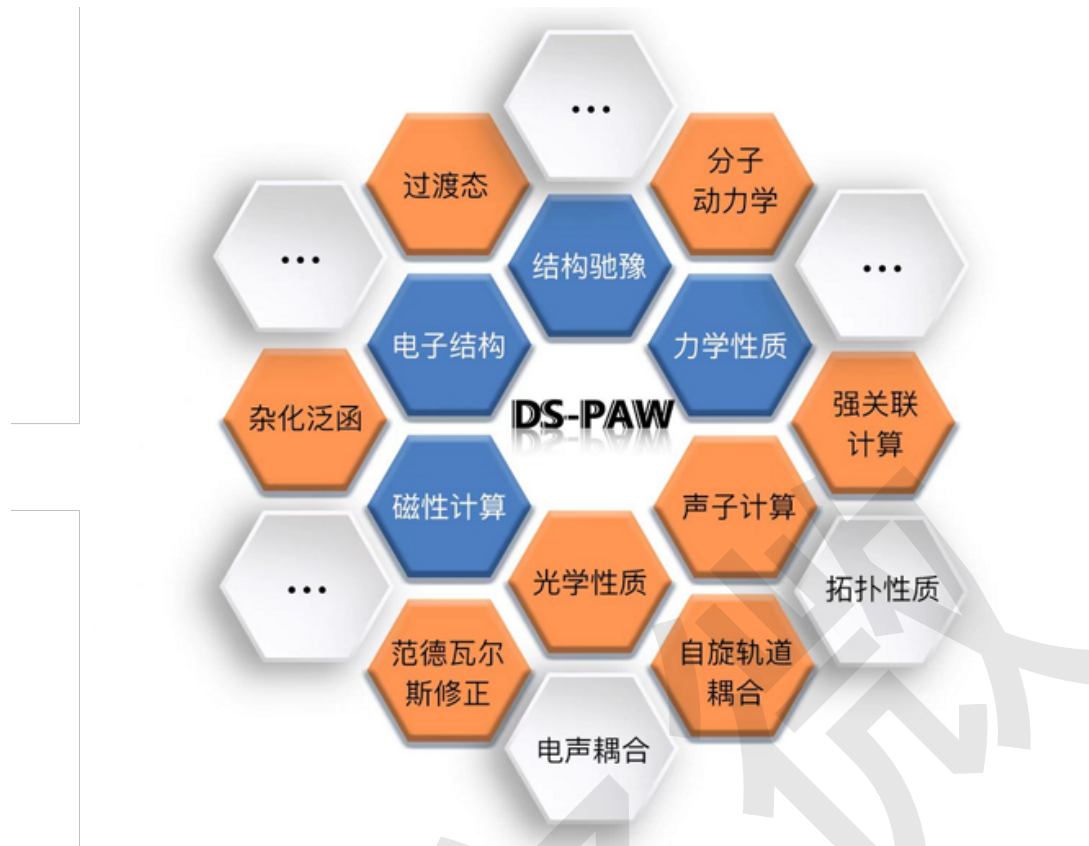 ...
过渡态
分子
动力学
...
结构驰豫
...
电子结构
力学性质
DS-PAW
杂化泛函
强关联
计算
磁性计算
声子计算
...
光学性质
拓扑性质
范德瓦尔
斯修正
自旋轨道
耦合
电声耦合